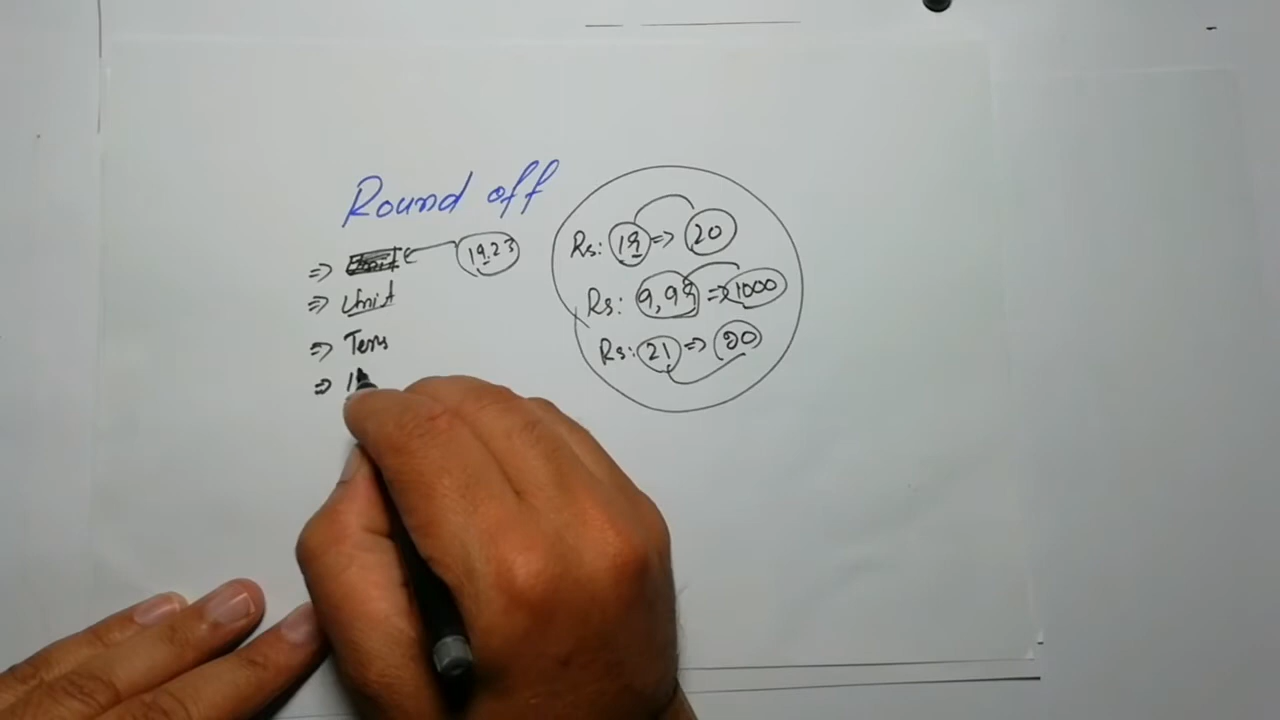 Round off
⇒ 19.23
⇒ Unit
⇒ Tens
⇒
Rs: 19 ⇒ 20
Rs: 9,99 ⇒ 1000
Rs: 21 ⇒ 20